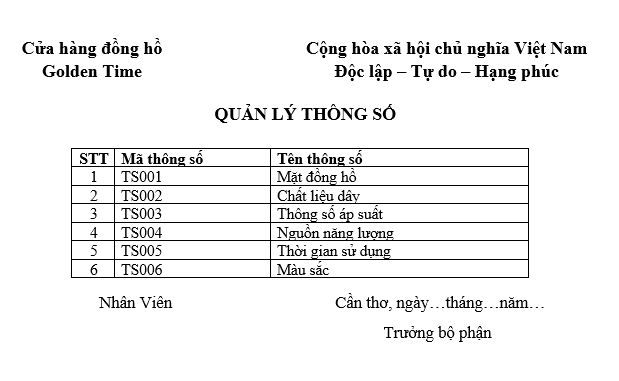 Cửa hàng đồng hồ
Golden Time
Cộng hòa xã hội chủ nghĩa Việt Nam
Độc lập – Tự do – Hạng phúc
QUẢN LÝ THÔNG SỐ
STT Mã thông số Tên thông số
1 TS001 Mặt đồng hồ
2 TS002 Chất liệu dây
3 TS003 Thông số áp suất
4 TS004 Nguồn năng lượng
5 TS005 Thời gian sử dụng
6 TS006 Màu sắc
Nhân Viên
Cần thơ, ngày…tháng…năm…
Trưởng bộ phận